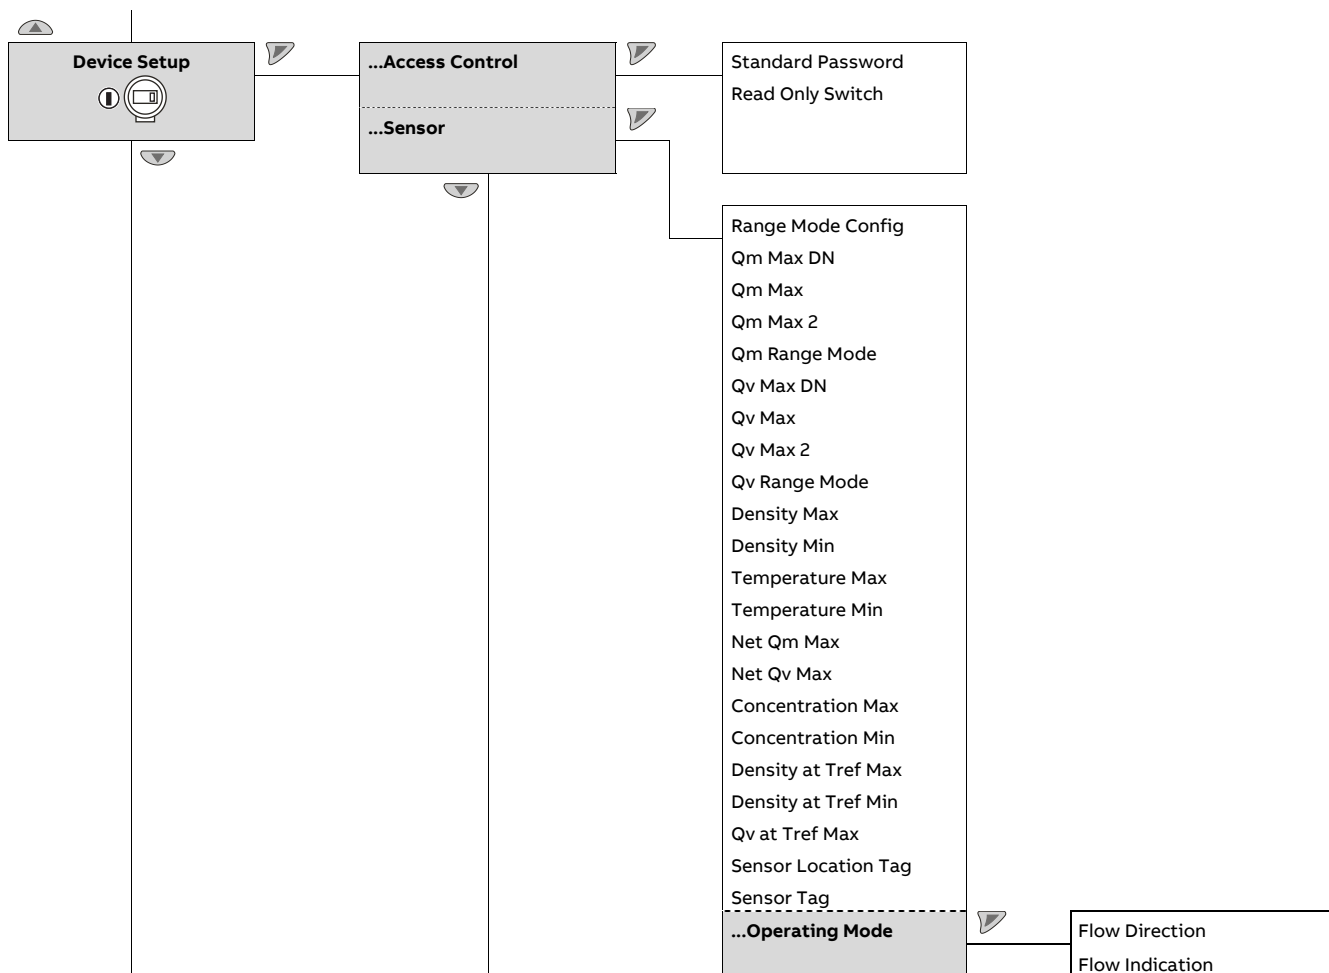 Device Setup
...Access Control
...Sensor
Standard Password
Read Only Switch
Range Mode Config
Qm Max DN
Qm Max
Qm Max 2
Qm Range Mode
Qv Max DN
Qv Max
Qv Max 2
Qv Range Mode
Density Max
Density Min
Temperature Max
Temperature Min
Net Qm Max
Net Qv Max
Concentration Max
Concentration Min
Density at Tref Max
Density at Tref Min
Qv at Tref Max
Sensor Location Tag
Sensor Tag
...Operating Mode
Flow Direction
Flow Indication